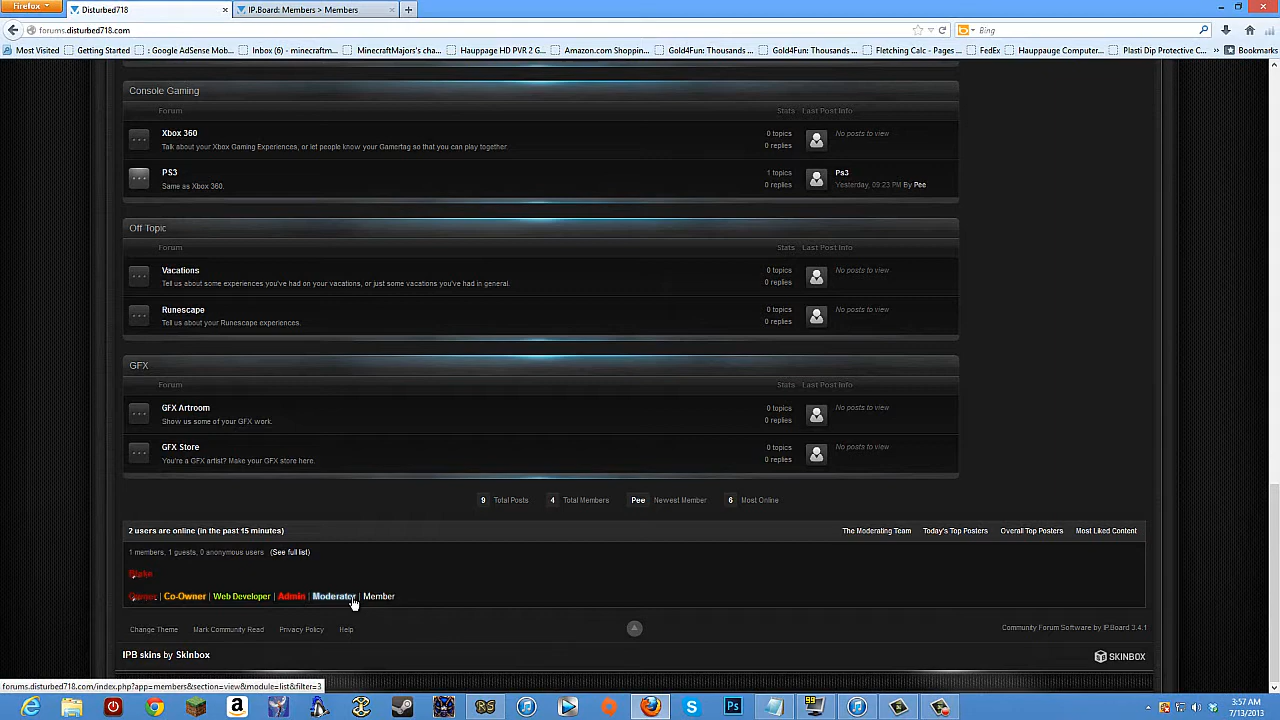 Firefox
Disturbed718
IP.Board: Members > Members
forums.disturbed718.com
Bing
Most Visited
Getting Started
: Google AdSense Mob...
Inbox (6) - minecraftm...
MinecraftMajors's cha...
Hauppage HD PVR 2 G...
Amazon.com Shoppin...
Gold4Fun: Thousands ...
Gold4Fun: Thousands ...
Fletching Calc - Pages ...
FedEx
Hauppauge Computer...
Plasti Dip Protective C...
Bookmarks
Console Gaming
Forum Stats Last Post Info
Xbox 360
Talk about your Xbox Gaming Experiences, or let people know your Gamertag so that you can play together.
0 topics
0 replies
No posts to view
PS3
Same as Xbox 360.
1 topics
0 replies
Ps3
Yesterday, 09:23 PM By Pee
Off Topic
Forum Stats Last Post Info
Vacations
Tell us about some experiences you've had on your vacations, or just some vacations you've had in general.
0 topics
0 replies
No posts to view
Runescape
Tell us about your Runescape experiences.
0 topics
0 replies
No posts to view
GFX
Forum Stats Last Post Info
GFX Artroom
Show us some of your GFX work.
0 topics
0 replies
No posts to view
GFX Store
You're a GFX artist? Make your GFX store here.
0 topics
0 replies
No posts to view
9 Total Posts 4 Total Members Pee Newest Member 6 Most Online
2 users are online (in the past 15 minutes)
The Moderating Team Today's Top Posters Overall Top Posters Most Liked Content
1 members, 1 guests, 0 anonymous users (See full list)
Blake
Owner | Co-Owner | Web Developer | Admin | Moderator | Member
Change Theme Mark Community Read Privacy Policy Help
Community Forum Software by IP.Board 3.4.1
IPB skins by Skinbox
SKINBOX
forums.disturbed718.com/index.php?app=members&section=view&module=list&filter=3
3:57 AM
7/13/2013